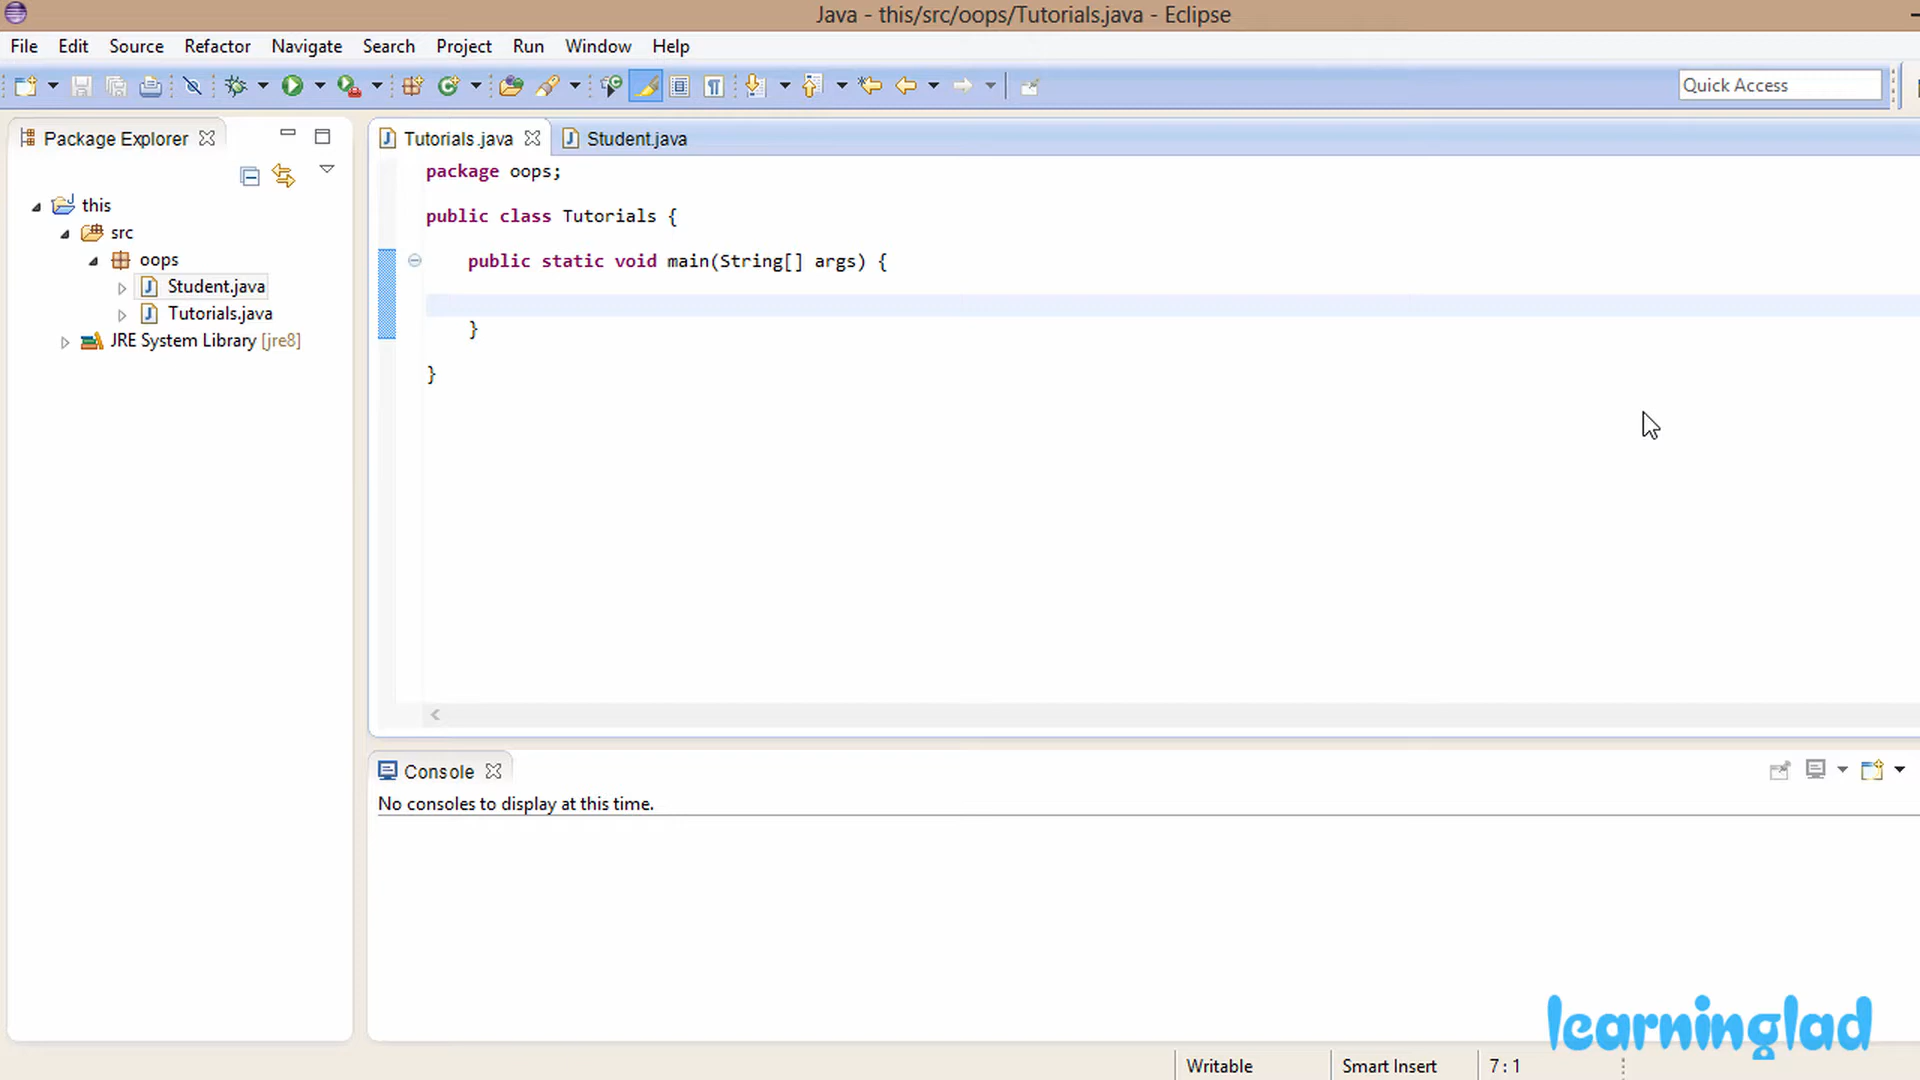 Java - this/src/oops/Tutorials.java - Eclipse
File Edit Source Refactor Navigate Search Project Run Window Help
Quick Access
Package Explorer
this
src
oops
Student.java
Tutorials.java
JRE System Library [jre8]
Tutorials.java Student.java
package oops;
public class Tutorials {
public static void main(String[] args) {
}
}
Console
No consoles to display at this time.
learninglad
Writable Smart Insert 7 : 1